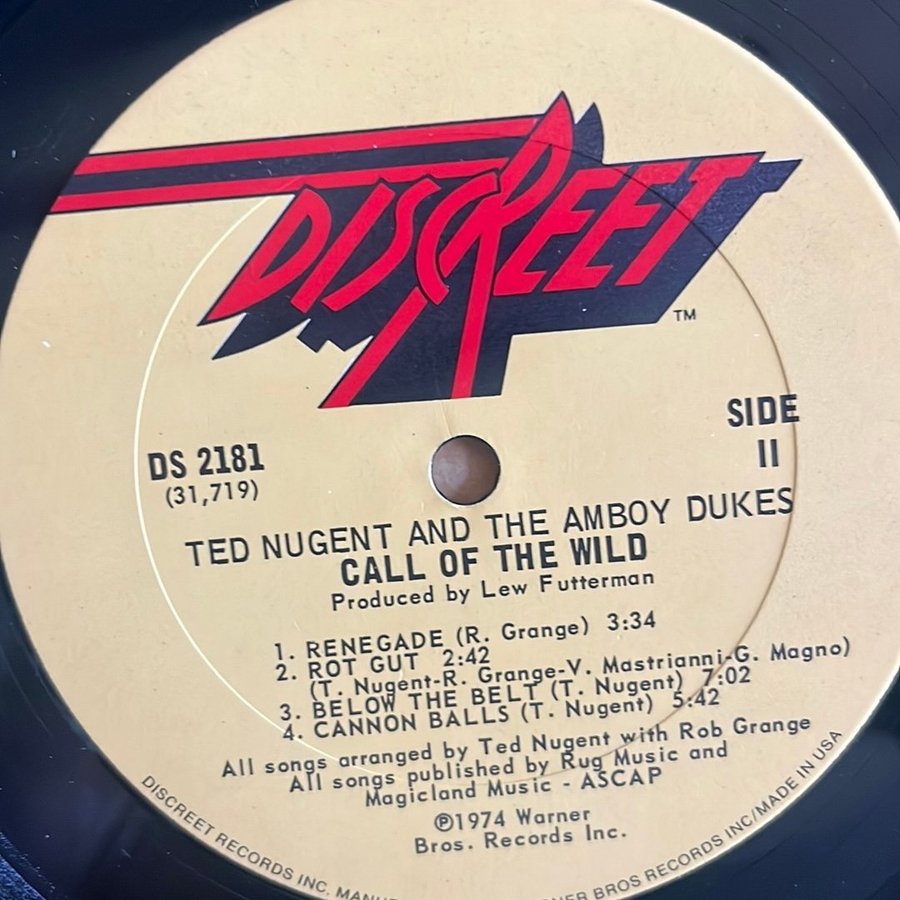 DISCREET
TM
SIDE
II
DS 2181
(31,719)
TED NUGENT AND THE AMBOY DUKES
CALL OF THE WILD
Produced by Lew Futterman
1. RENEGADE (R. Grange) 3:34
2. ROT GUT 2:42
(T. Nugent-R. Grange-V. Mastrianni-G. Magno)
3. BELOW THE BELT (T. Nugent) 7:02
4. CANNON BALLS (T. Nugent) 5:42
All songs arranged by Ted Nugent with Rob Grange
All songs published by Rug Music and
Magicland Music - ASCAP
℗1974 Warner
Bros. Records Inc.
DISCREET RECORDS INC. BROS RECORDS INC/MADE IN USA